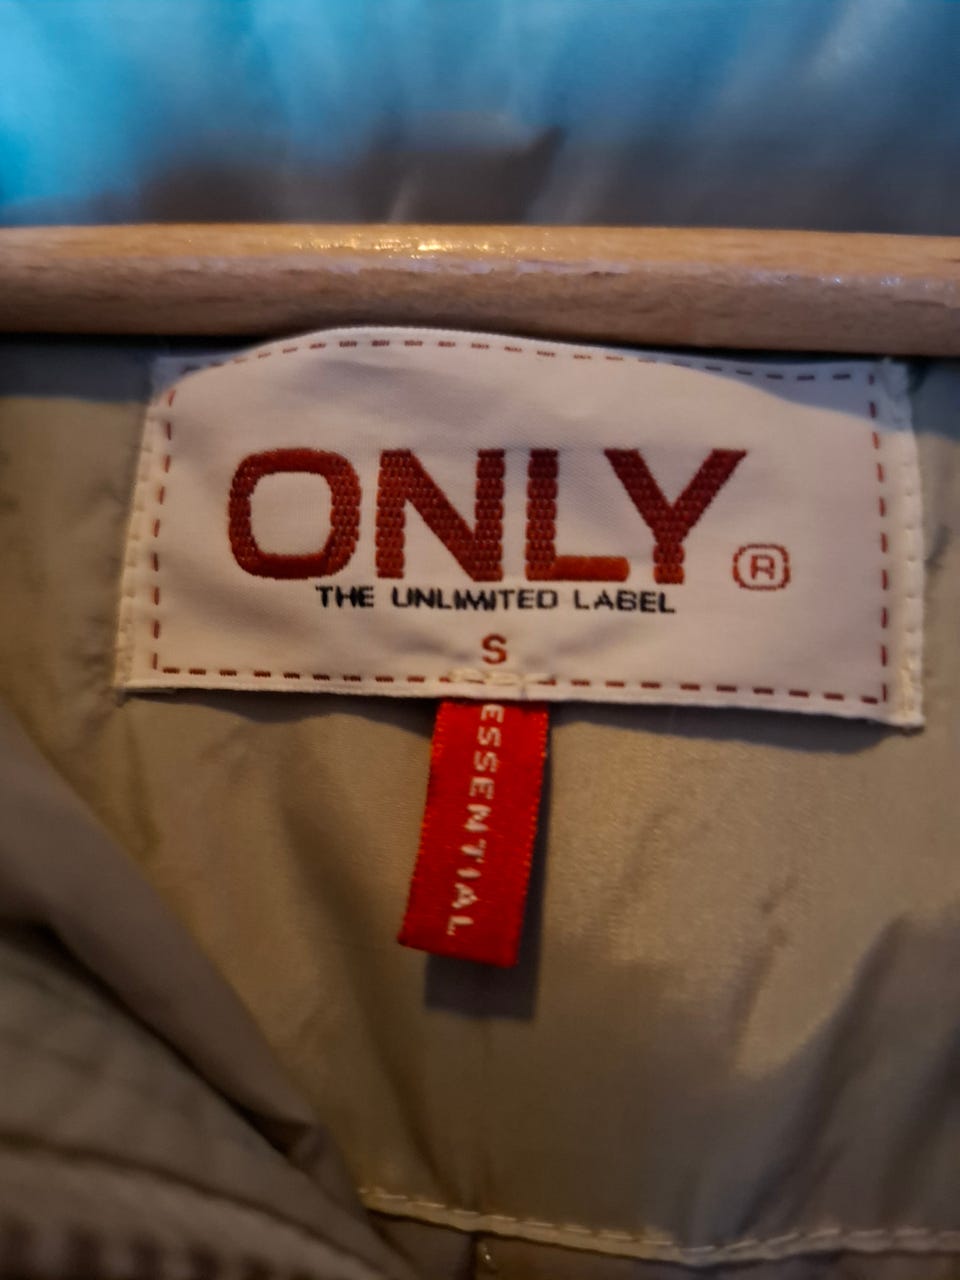 ONLY®
THE UNLIMITED LABEL
S
ESSENTIAL